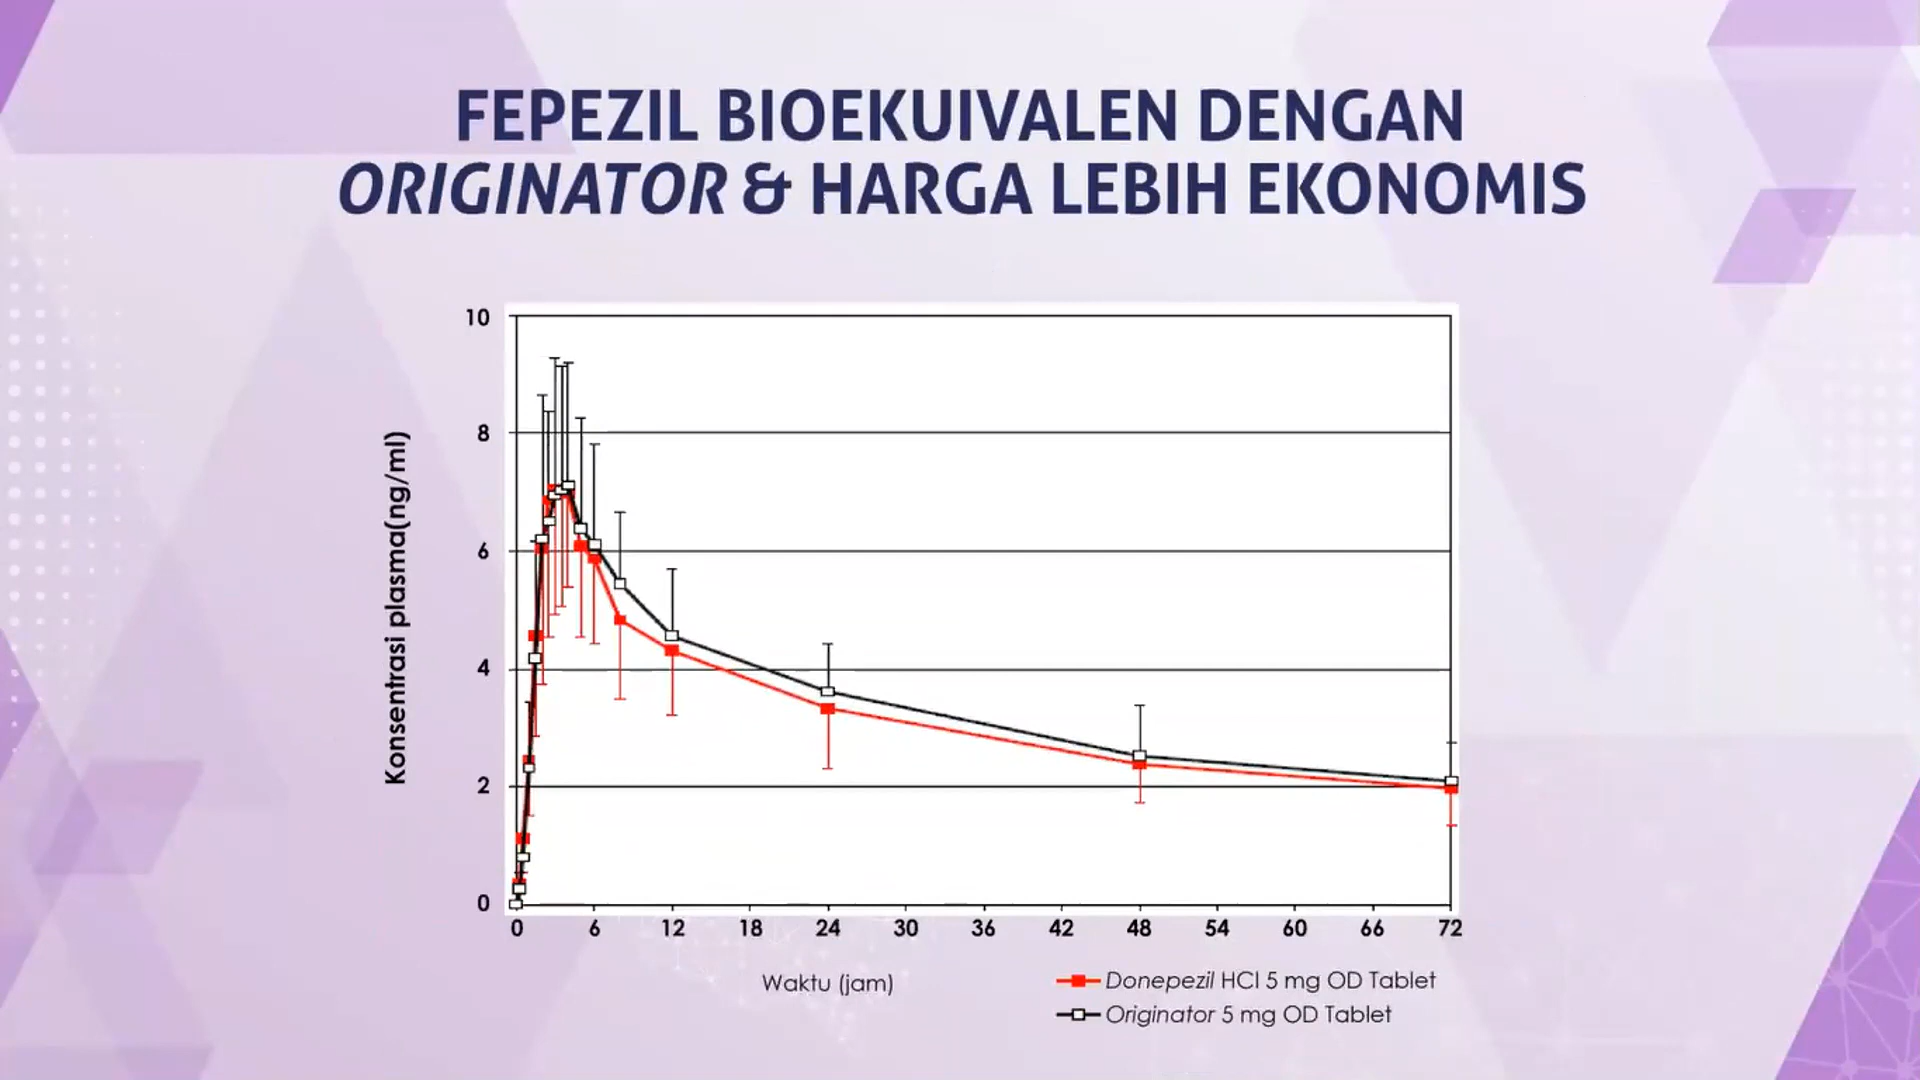 FEPEZIL BIOEKUIVALEN DENGAN
ORIGINATOR & HARGA LEBIH EKONOMIS
Konsentrasi plasma(ng/ml)
10
8
6
4
2
0
0 6 12 18 24 30 36 42 48 54 60 66 72
Waktu (jam)
Donepezil HCl 5 mg OD Tablet
Originator 5 mg OD Tablet